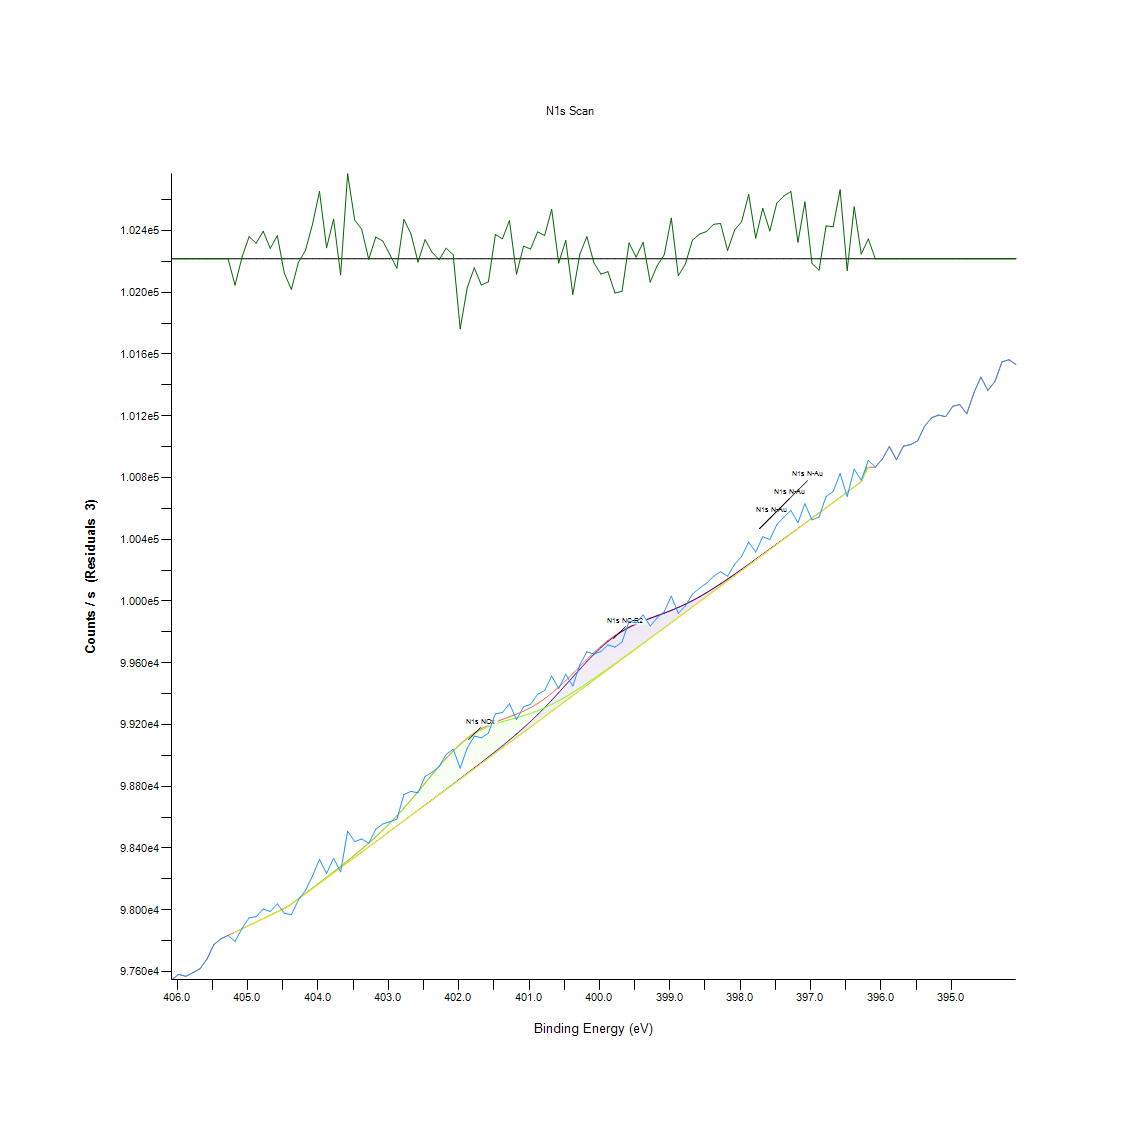 N1s Scan
1.024e5
1.020e5
1.016e5
1.012e5
1.008e5
1.004e5
1.000e5
9.960e4
9.920e4
9.880e4
9.840e4
9.800e4
9.760e4
Counts / s (Residuals 3)
N1s N-Au
N1s N-Au
N1s N-Au
N1s NC-R2
N1s
406.0 405.0 404.0 403.0 402.0 401.0 400.0 399.0 398.0 397.0 396.0 395.0
Binding Energy (eV)